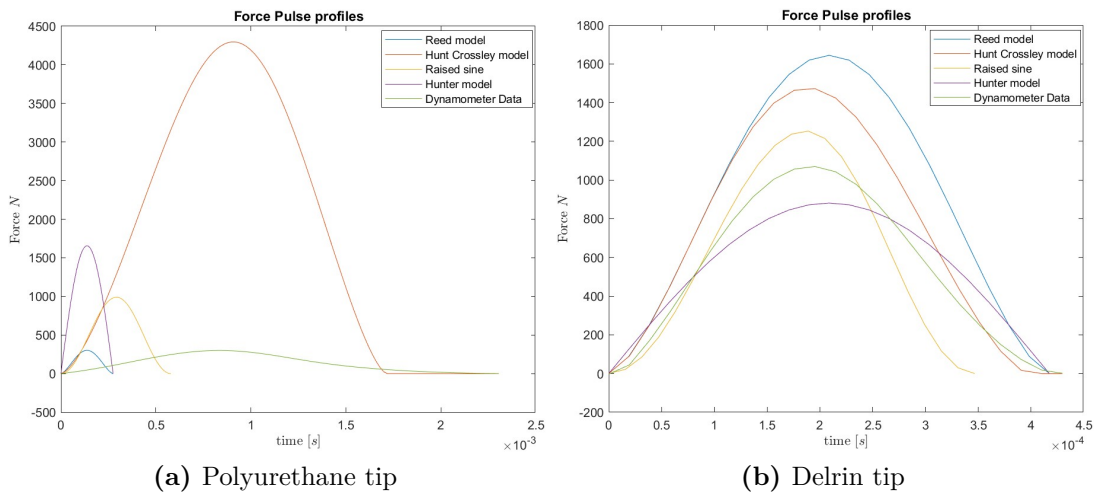 Force Pulse profiles
4500
4000
3500
3000
2500
2000
1500
1000
500
0
-500
Force N
Reed model
Hunt Crossley model
Raised sine
Hunter model
Dynamometer Data
0 0.5 1 1.5 2 2.5
time [s]
×10-3
(a) Polyurethane tip
Force Pulse profiles
1800
1600
1400
1200
1000
800
600
400
200
0
-200
Force N
Reed model
Hunt Crossley model
Raised sine
Hunter model
Dynamometer Data
0 0.5 1 1.5 2 2.5 3 3.5 4 4.5
time [s]
×10-4
(b) Delrin tip